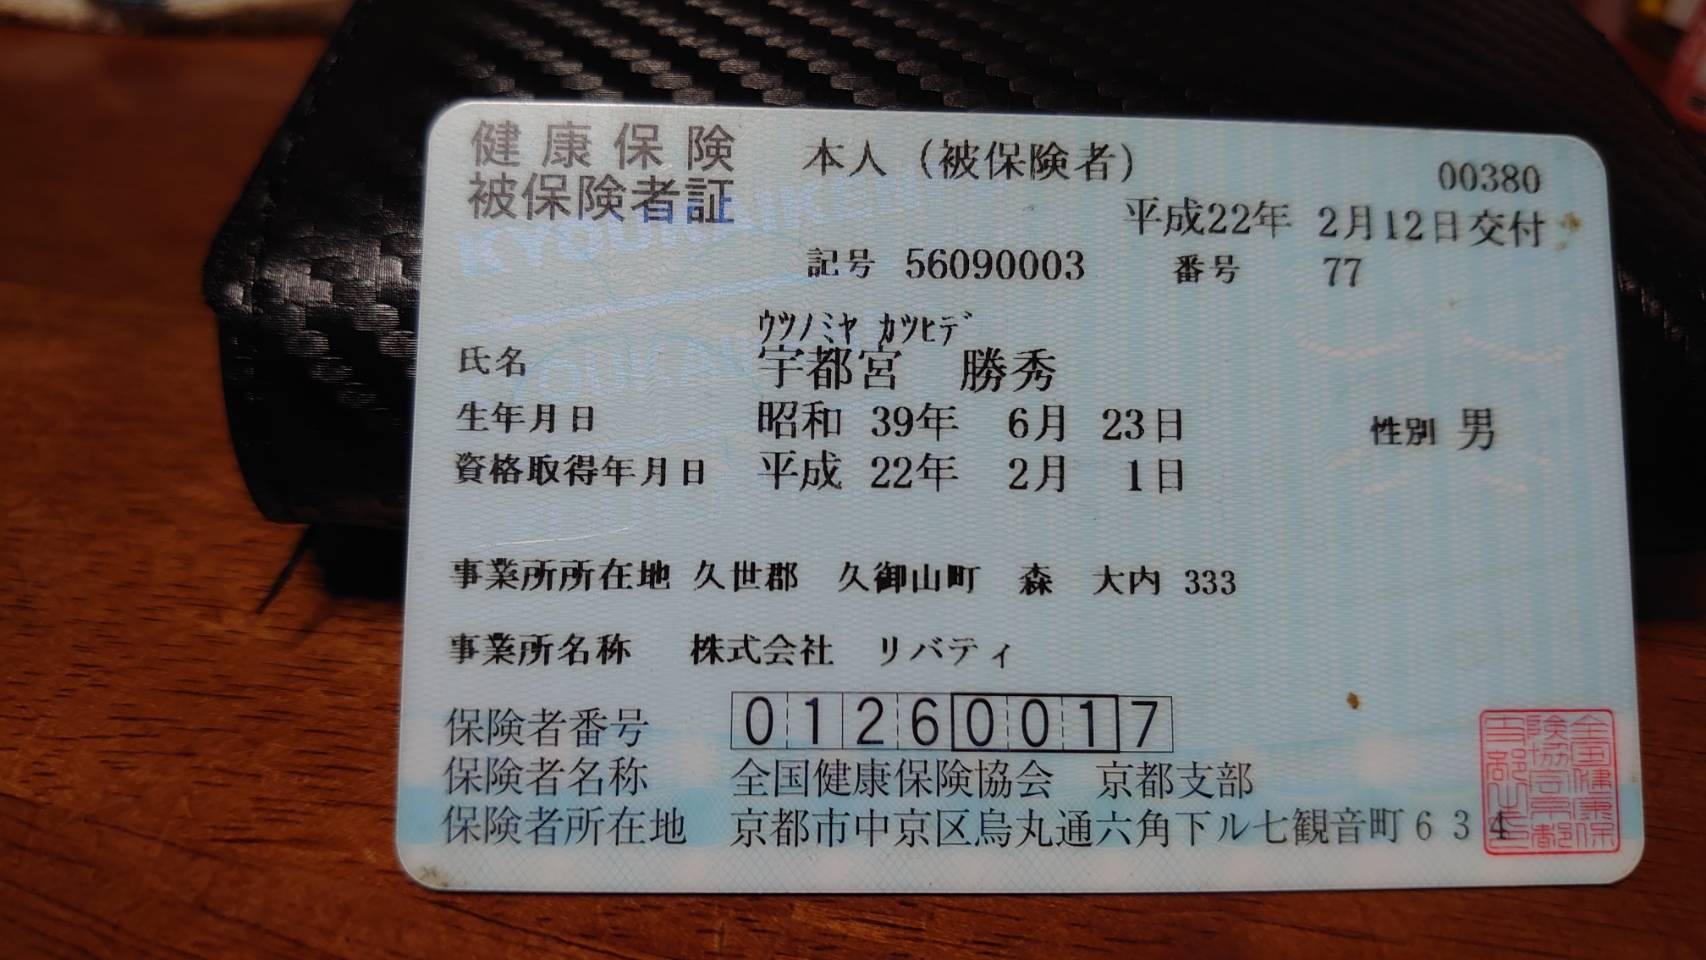 健康保険
被保険者証
本人（被保険者）
00380
平成22年 2月12日交付
記号 56090003 番号 77
ｳﾂﾉﾐﾔ ｶﾂﾋﾃﾞ
氏名 宇都宮 勝秀
生年月日 昭和 39年 6月 23日 性別 男
資格取得年月日 平成 22年 2月 1日
事業所所在地 久世郡 久御山町 森 大内 333
事業所名称 株式会社 リバティ
保険者番号 01260017
保険者名称 全国健康保険協会 京都支部
保険者所在地 京都市中京区烏丸通六角下ル七観音町634